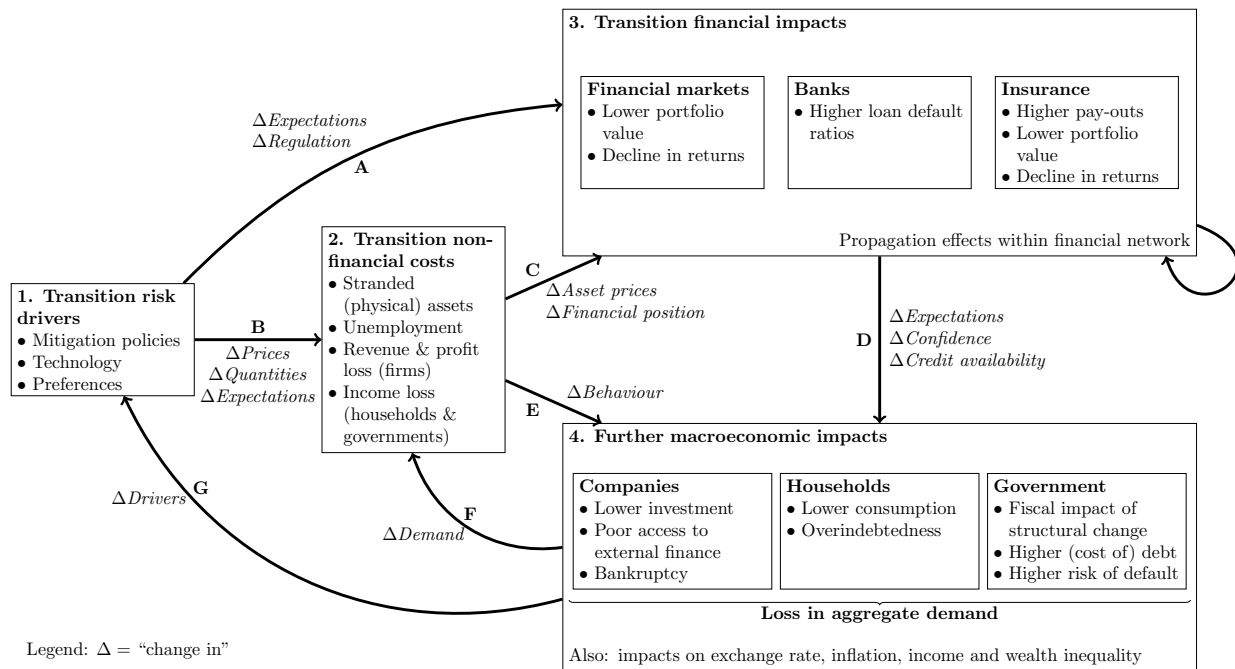 3. Transition financial impacts
Financial markets
● Lower portfolio
value
● Decline in returns
Banks
● Higher loan default
ratios
Insurance
● Higher pay-outs
● Lower portfolio
value
● Decline in returns
Propagation effects within financial network
ΔExpectations
ΔRegulation
A
2. Transition non-
financial costs
● Stranded
(physical) assets
● Unemployment
● Revenue & profit
loss (firms)
● Income loss
(households &
governments)
C
ΔAsset prices
ΔFinancial position
1. Transition risk
drivers
● Mitigation policies
● Technology
● Preferences
B
ΔPrices
ΔQuantities
ΔExpectations
D
ΔExpectations
ΔConfidence
ΔCredit availability
ΔBehaviour
E
4. Further macroeconomic impacts
Companies
● Lower investment
● Poor access to
external finance
● Bankruptcy
Households
● Lower consumption
● Overindebtedness
Government
● Fiscal impact of
structural change
● Higher (cost of) debt
● Higher risk of default
Loss in aggregate demand
Also: impacts on exchange rate, inflation, income and wealth inequality
F
ΔDemand
G
ΔDrivers
Legend: Δ = “change in”